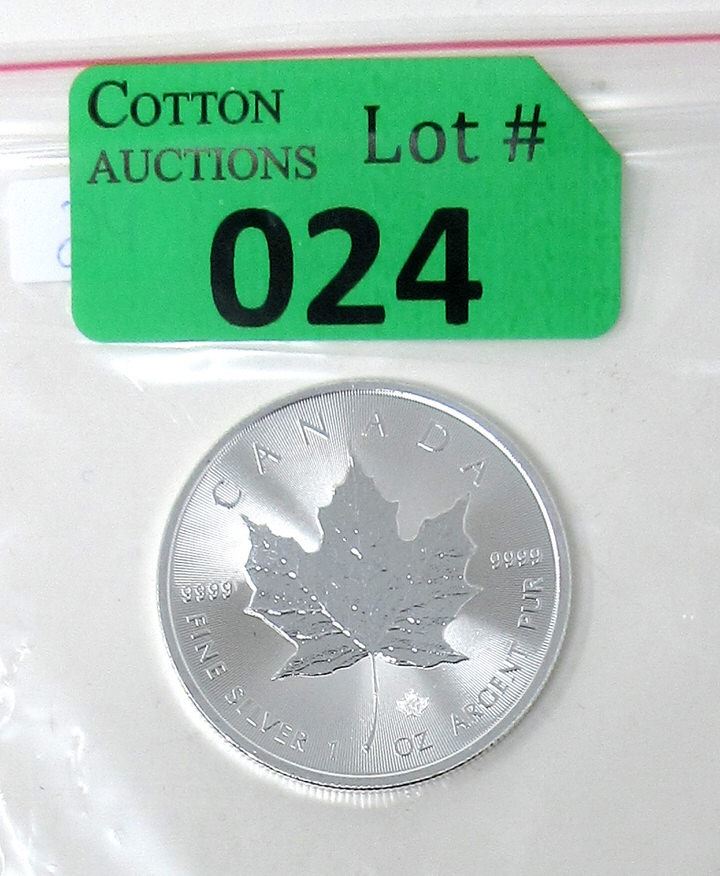 COTTON
AUCTIONS
Lot #
024
CANADA
9999
9999
FINE SILVER 1 OZ ARGENT PUR